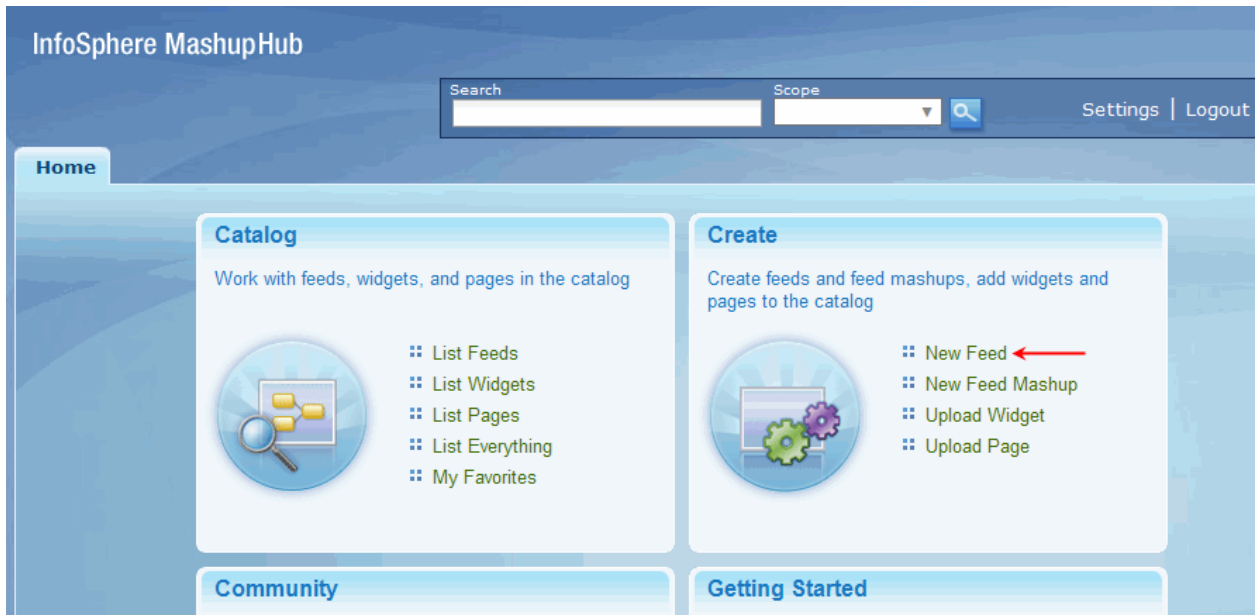 InfoSphere MashupHub
Search
Scope
Settings | Logout
Home
Catalog
Work with feeds, widgets, and pages in the catalog
List Feeds
List Widgets
List Pages
List Everything
My Favorites
Create
Create feeds and feed mashups, add widgets and
pages to the catalog
New Feed
New Feed Mashup
Upload Widget
Upload Page
Community
Getting Started